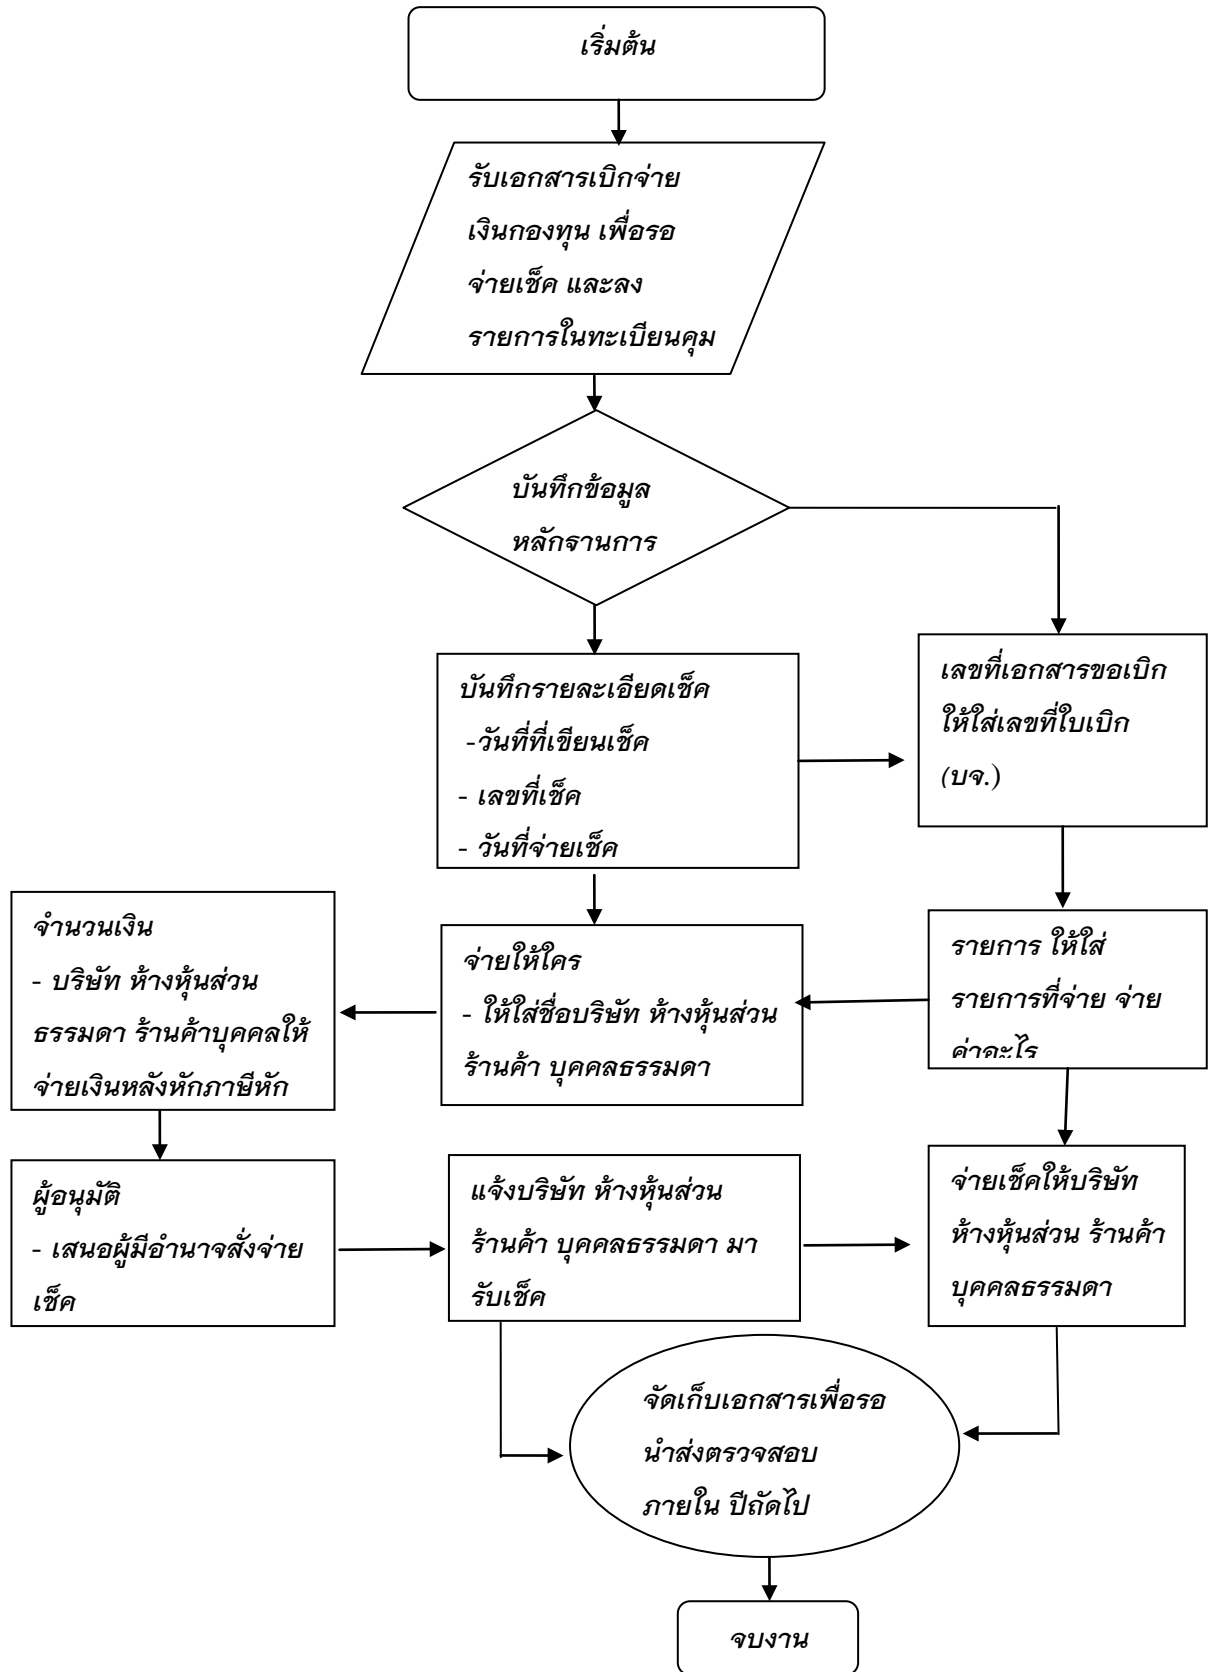 เริ่มต้น
รับเอกสารเบิกจ่าย
เงินกองทุน เพื่อรอ
จ่ายเช็ค และลง
รายการในทะเบียนคุม
บันทึกข้อมูล
หลักฐานการ
บันทึกรายละเอียดเช็ค
-วันที่ที่เขียนเช็ค
- เลขที่เช็ค
- วันที่จ่ายเช็ค
เลขที่เอกสารขอเบิก
ให้ใส่เลขที่ใบเบิก
(บจ.)
จำนวนเงิน
- บริษัท ห้างหุ้นส่วน
ธรรมดา ร้านค้าบุคคลให้
จ่ายเงินหลังหักภาษีหัก
จ่ายให้ใคร
- ให้ใส่ชื่อบริษัท ห้างหุ้นส่วน
ร้านค้า บุคคลธรรมดา
รายการ ให้ใส่
รายการที่จ่าย จ่าย
ค่าอะไร
ผู้อนุมัติ
- เสนอผู้มีอำนาจสั่งจ่าย
เช็ค
แจ้งบริษัท ห้างหุ้นส่วน
ร้านค้า บุคคลธรรมดา มา
รับเช็ค
จ่ายเช็คให้บริษัท
ห้างหุ้นส่วน ร้านค้า
บุคคลธรรมดา
จัดเก็บเอกสารเพื่อรอ
นำส่งตรวจสอบ
ภายใน ปีถัดไป
จบงาน